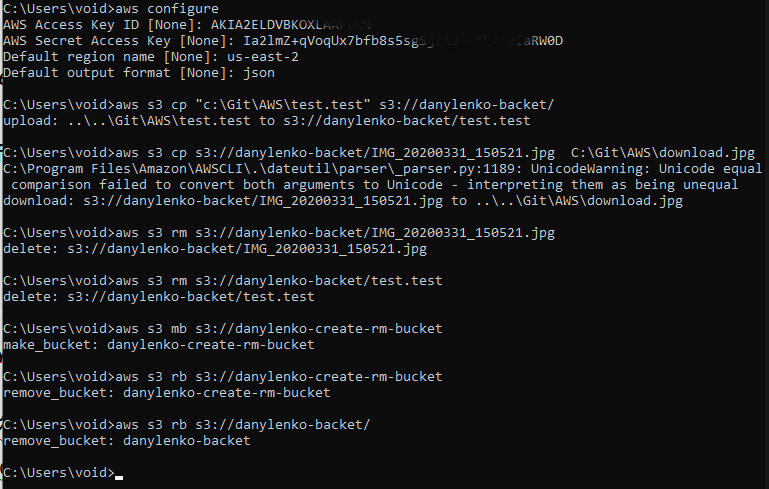 C:\Users\void>aws configure
AWS Access Key ID [None]:
AWS Secret Access Key [None]:
Default region name [None]: us-east-2
Default output format [None]: json
C:\Users\void>aws s3 cp "c:\Git\AWS\test.test" s3://danylenko-backet/
upload: ..\..\Git\AWS\test.test to s3://danylenko-backet/test.test
C:\Users\void>aws s3 cp s3://danylenko-backet/IMG_20200331_150521.jpg  C:\Git\AWS\download.jpg
C:\Program Files\Amazon\AWSCLI\.\dateutil\parser\_parser.py:1189: UnicodeWarning: Unicode equal
 comparison failed to convert both arguments to Unicode - interpreting them as being unequal
download: s3://danylenko-backet/IMG_20200331_150521.jpg to ..\..\Git\AWS\download.jpg
C:\Users\void>aws s3 rm s3://danylenko-backet/IMG_20200331_150521.jpg
delete: s3://danylenko-backet/IMG_20200331_150521.jpg
C:\Users\void>aws s3 rm s3://danylenko-backet/test.test
delete: s3://danylenko-backet/test.test
C:\Users\void>aws s3 mb s3://danylenko-create-rm-bucket
make_bucket: danylenko-create-rm-bucket
C:\Users\void>aws s3 rb s3://danylenko-create-rm-bucket
remove_bucket: danylenko-create-rm-bucket
C:\Users\void>aws s3 rb s3://danylenko-backet/
remove_bucket: danylenko-backet
C:\Users\void>